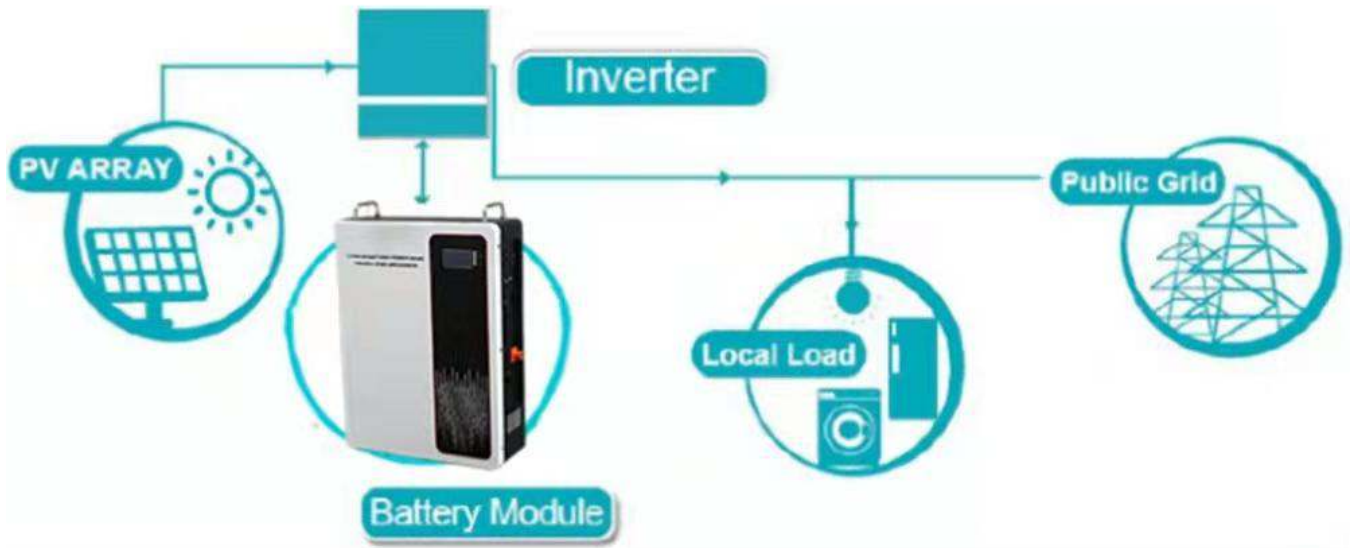 Inverter
PV ARRAY
Public Grid
Local Load
Battery Module